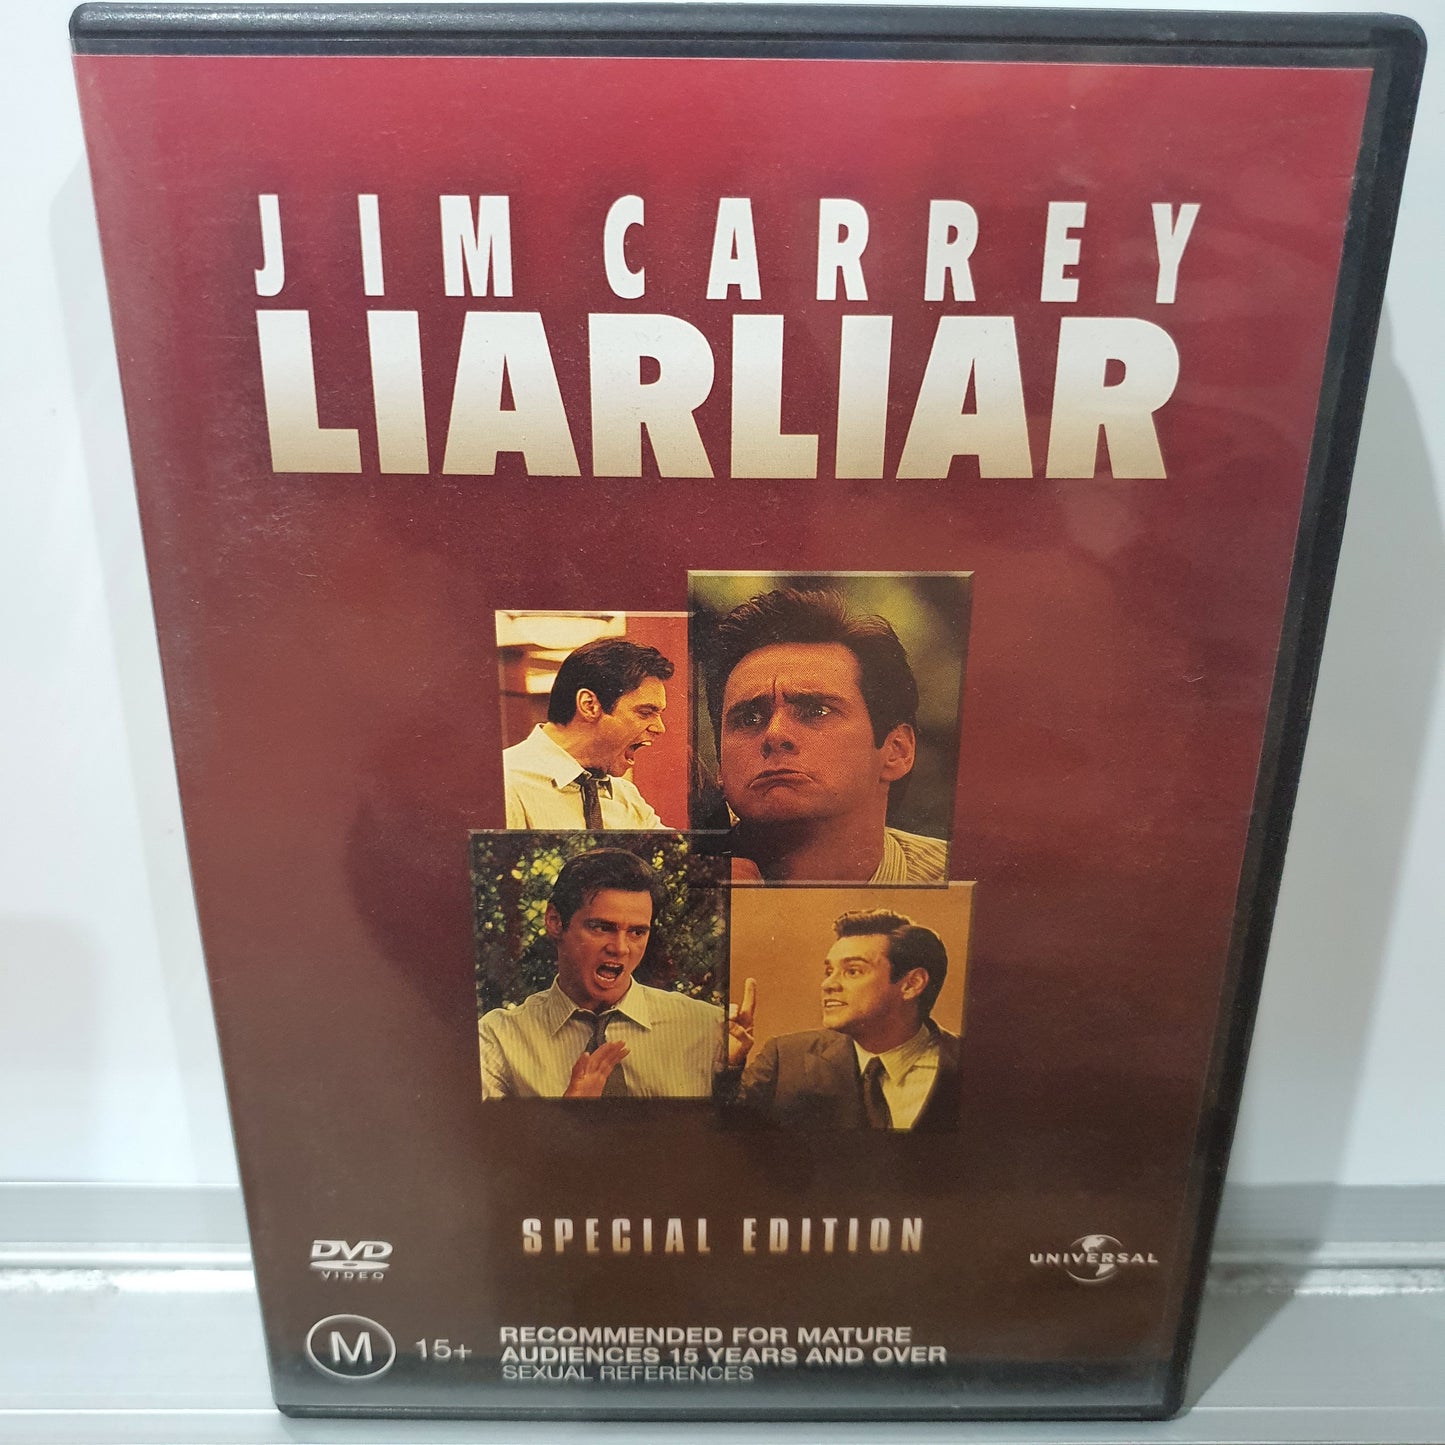 JIM CARREY
LIARLIAR
SPECIAL EDITION
DVD
VIDEO
UNIVERSAL
M 15+
RECOMMENDED FOR MATURE
AUDIENCES 15 YEARS AND OVER
SEXUAL REFERENCES